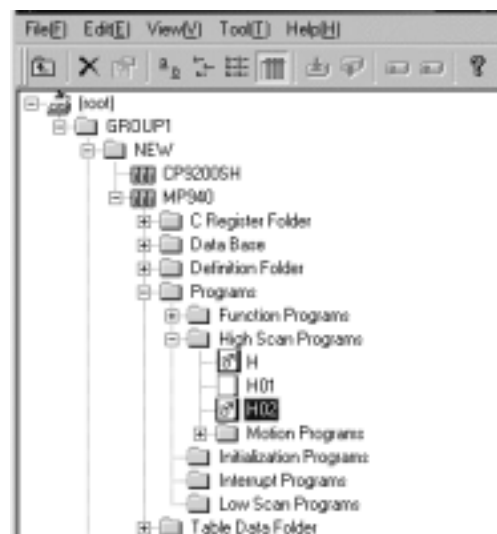 File(F) Edit(E) View(V) Tool(T) Help(H)
(root)
GROUP1
NEW
CP9200SH
MP940
C Register Folder
Data Base
Definition Folder
Programs
Function Programs
High Scan Programs
H
H01
H02
Motion Programs
Initialization Programs
Interrupt Programs
Low Scan Programs
Table Data Folder